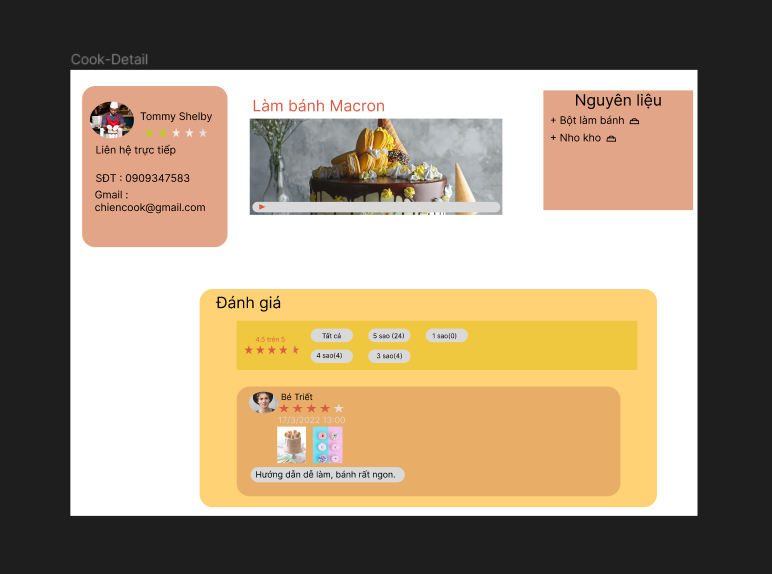 Cook-Detail
Tommy Shelby
Liên hệ trực tiếp
SĐT : 0909347583
Gmail :
chiencook@gmail.com
Làm bánh Macron
Nguyên liệu
+ Bột làm bánh
+ Nho kho
Đánh giá
4.5 trên 5
Tất cả
5 sao (24)
1 sao(0)
4 sao(4)
3 sao(4)
Bé Triết
17/3/2022 13:00
Hướng dẫn dễ làm, bánh rất ngon.